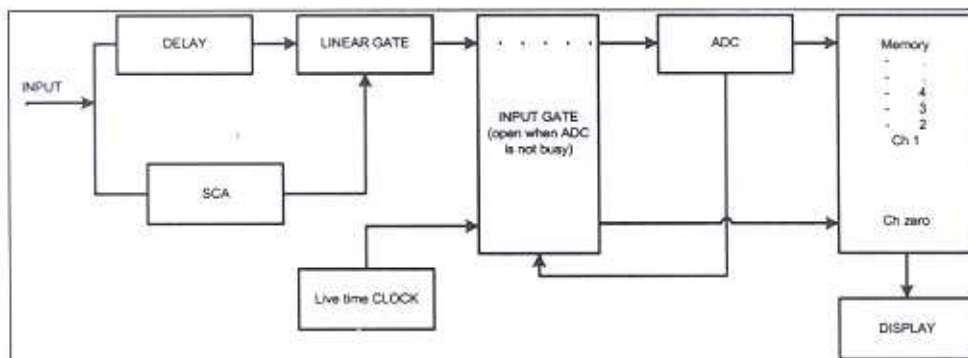 DELAY
LINEAR GATE
ADC
Memory
INPUT
4
3
2
Ch 1
INPUT GATE
(open when ADC
is not busy)
SCA
Ch zero
Live time CLOCK
DISPLAY